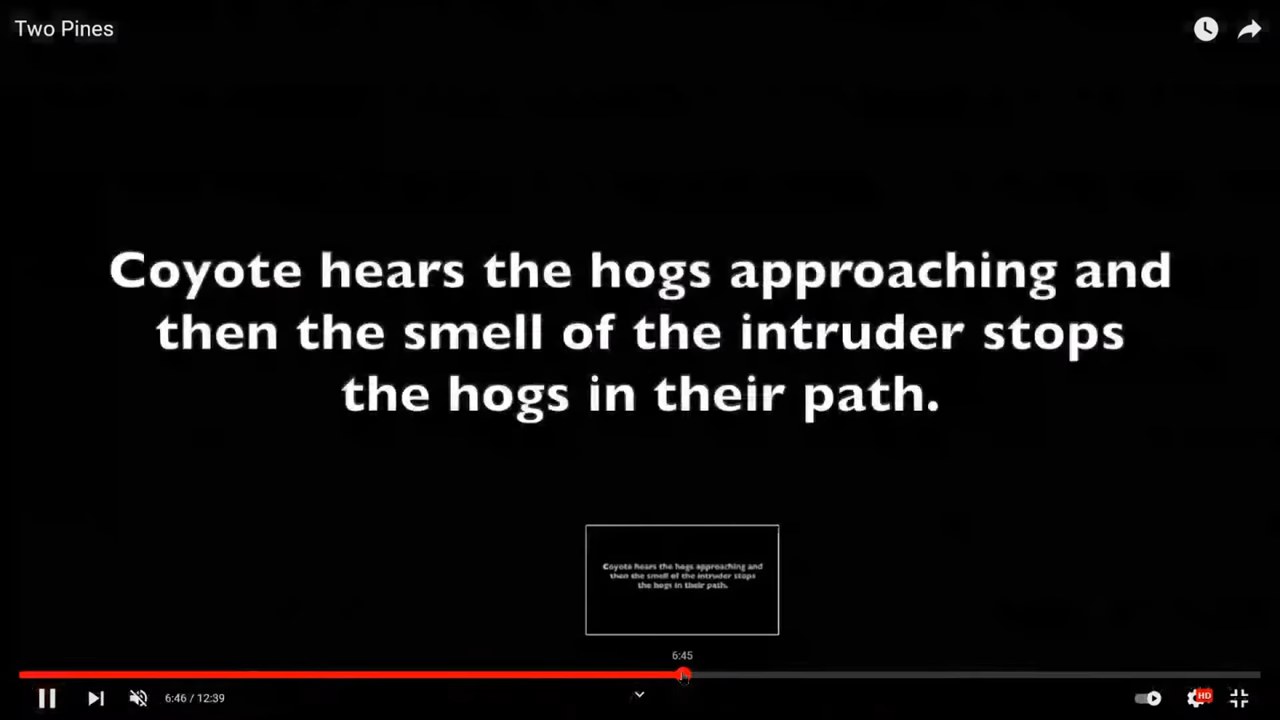 Two Pines
Coyote hears the hogs approaching and
then the smell of the intruder stops
the hogs in their path.
Coyote hears the hogs approaching and
then the smell of the intruder stops
the hogs in their path.
6:45
6:46 / 12:39
HD